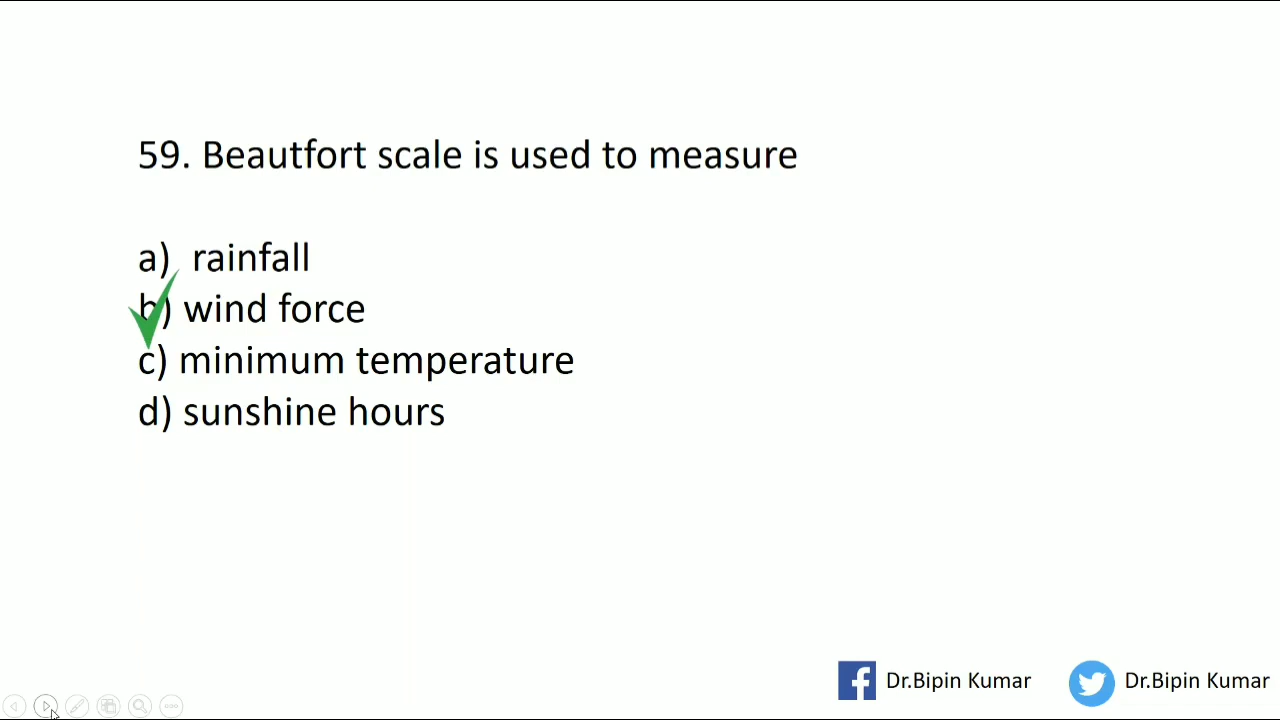 59. Beautfort scale is used to measure
a) rainfall
b) wind force
c) minimum temperature
d) sunshine hours
Dr.Bipin Kumar Dr.Bipin Kumar